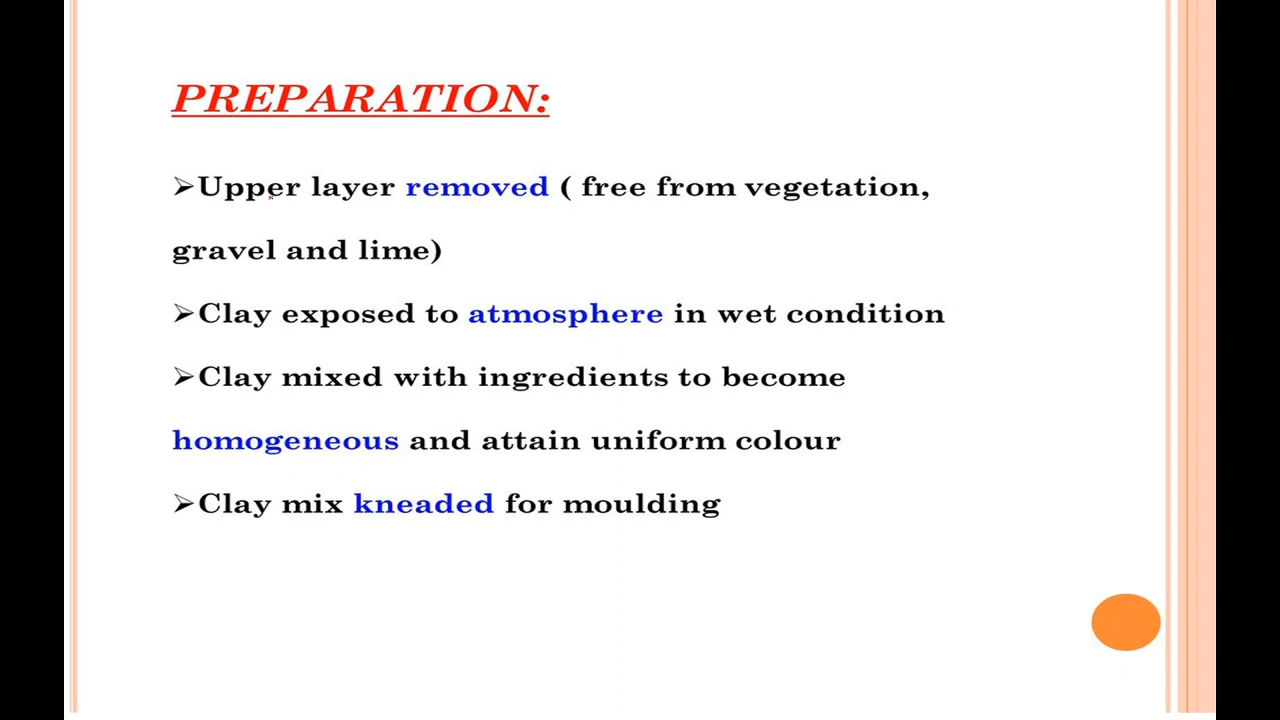 PREPARATION:
➢Upper layer removed ( free from vegetation,
gravel and lime)
➢Clay exposed to atmosphere in wet condition
➢Clay mixed with ingredients to become
homogeneous and attain uniform colour
➢Clay mix kneaded for moulding